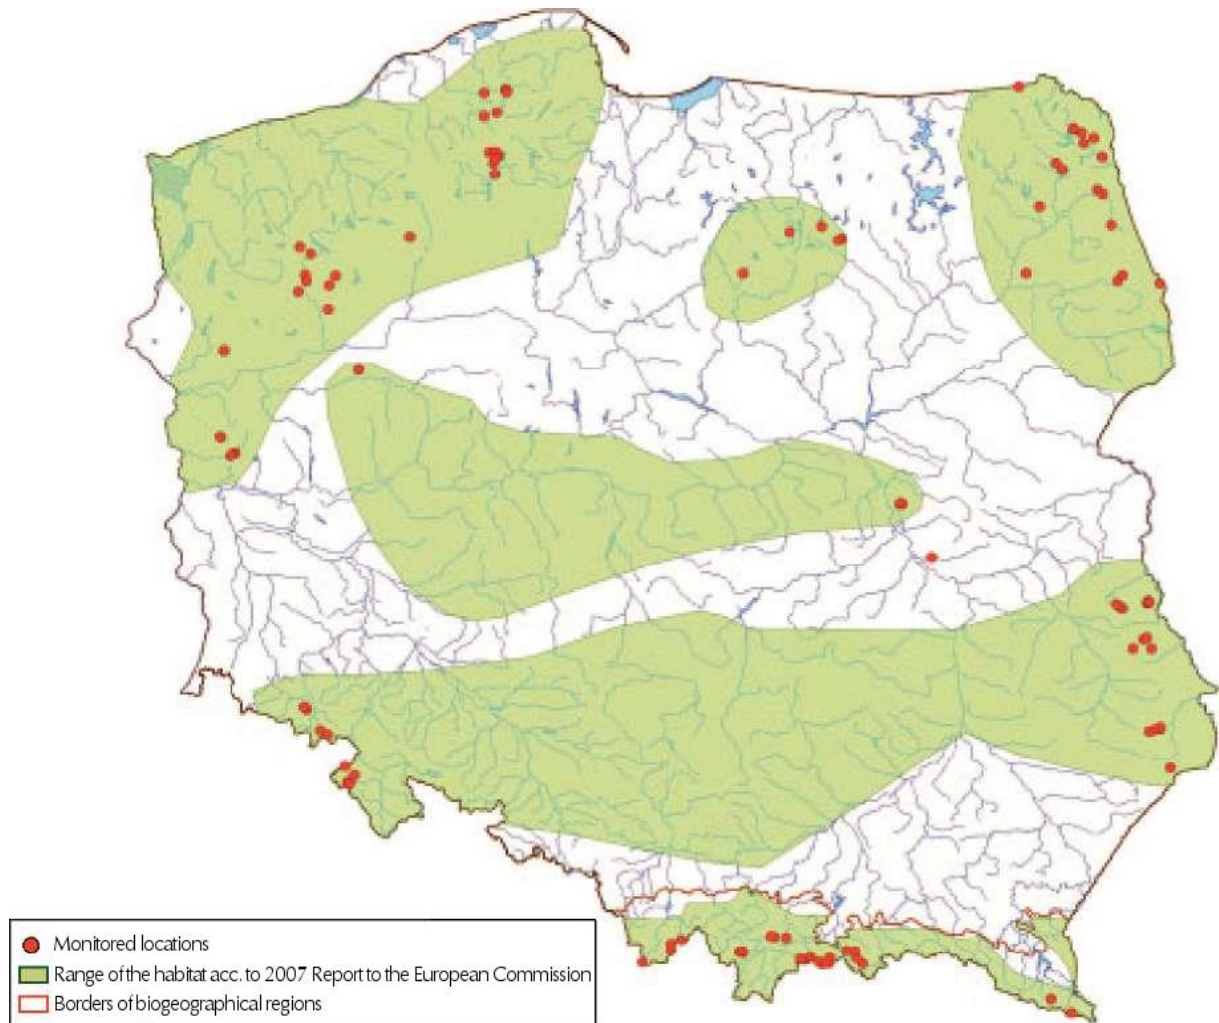 Monitored locations
Range of the habitat acc. to 2007 Report to the European Commission
Borders of biogeographical regions